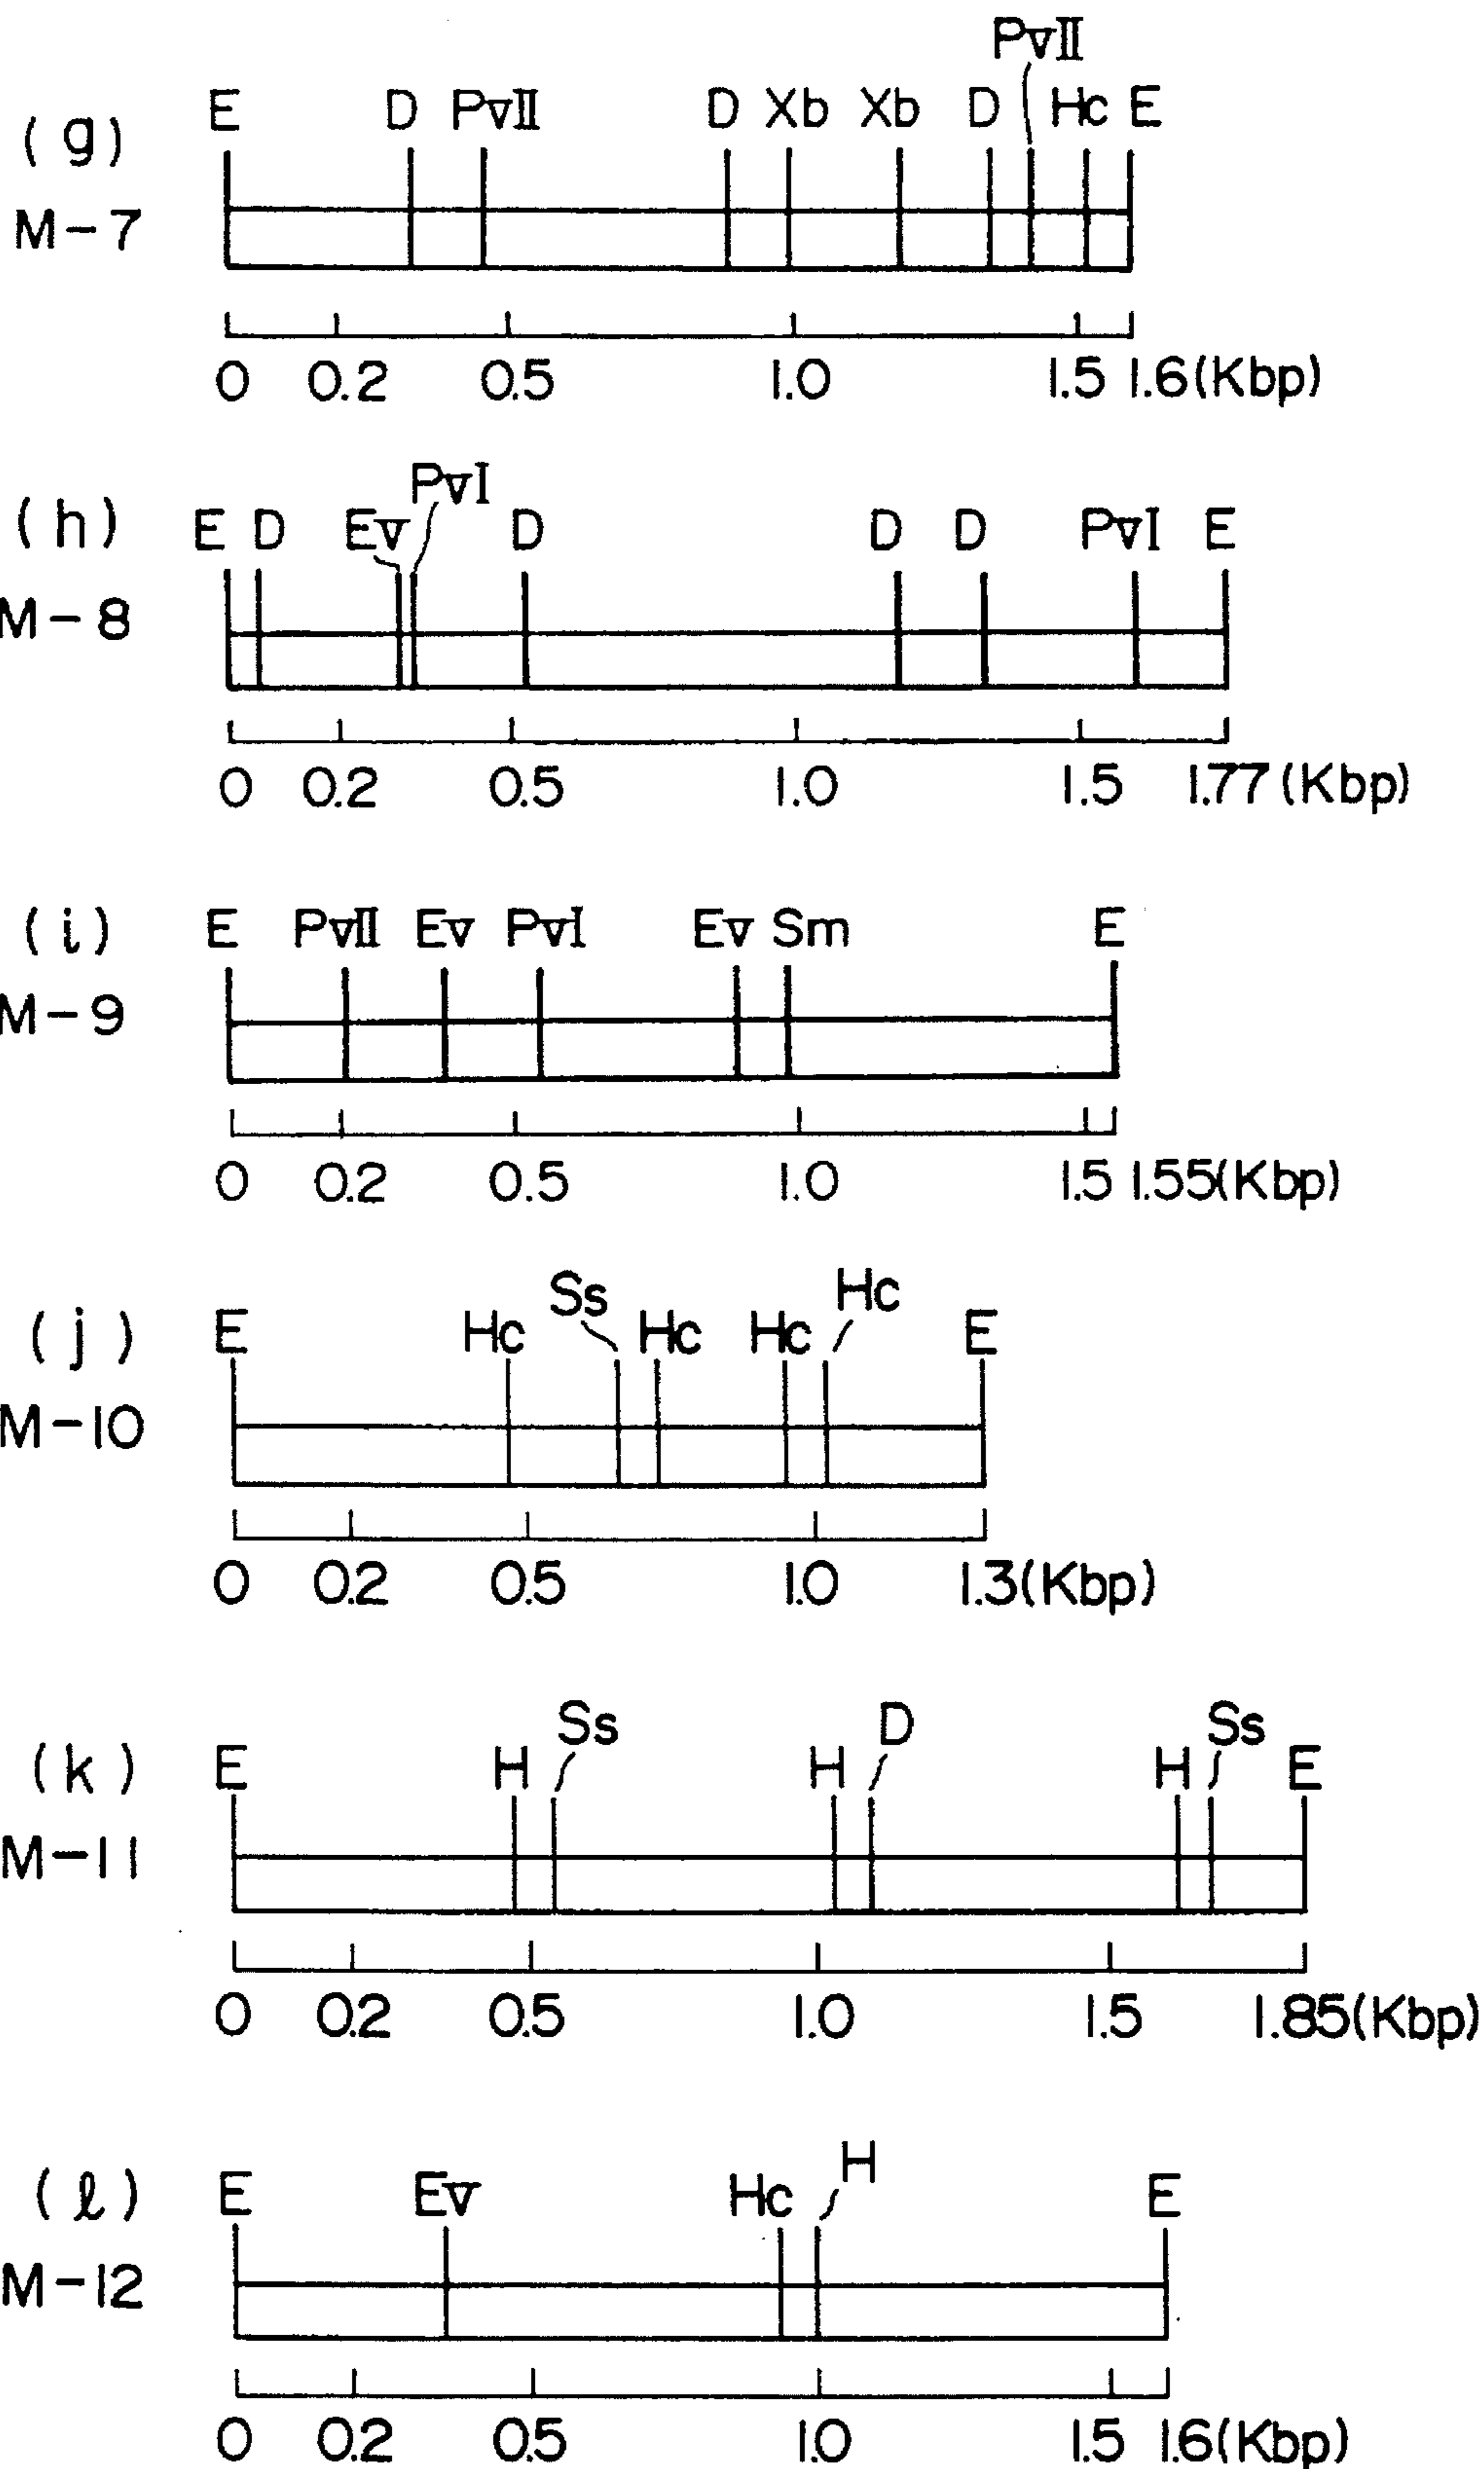 PvII
(g) E D PvII D Xb Xb D Hc E
M-7
0 0.2 0.5 1.0 1.5 1.6(Kbp)
PvI
(h) E D Ev D D D PvI E
M-8
0 0.2 0.5 1.0 1.5 1.77(Kbp)
(i) E PvII Ev PvI Ev Sm E
M-9
0 0.2 0.5 1.0 1.5 1.55(Kbp)
Ss Hc
(j) E Hc Hc Hc E
M-10
0 0.2 0.5 1.0 1.3(Kbp)
Ss D Ss
(k) E H H H E
M-11
0 0.2 0.5 1.0 1.5 1.85(Kbp)
H
(ℓ) E Ev Hc E
M-12
0 0.2 0.5 1.0 1.5 1.6(Kbp)